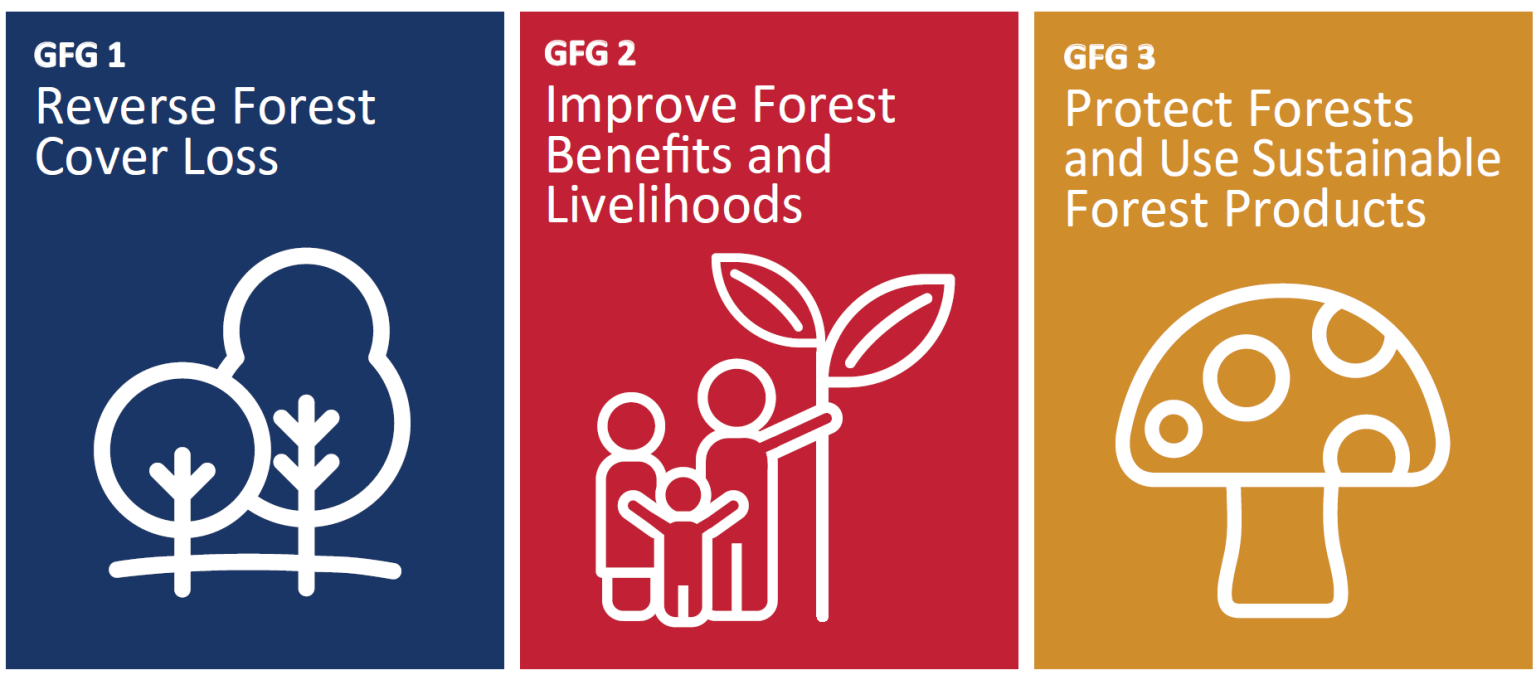 GFG 1
Reverse Forest
Cover Loss
GFG 2
Improve Forest
Benefits and
Livelihoods
GFG 3
Protect Forests
and Use Sustainable
Forest Products